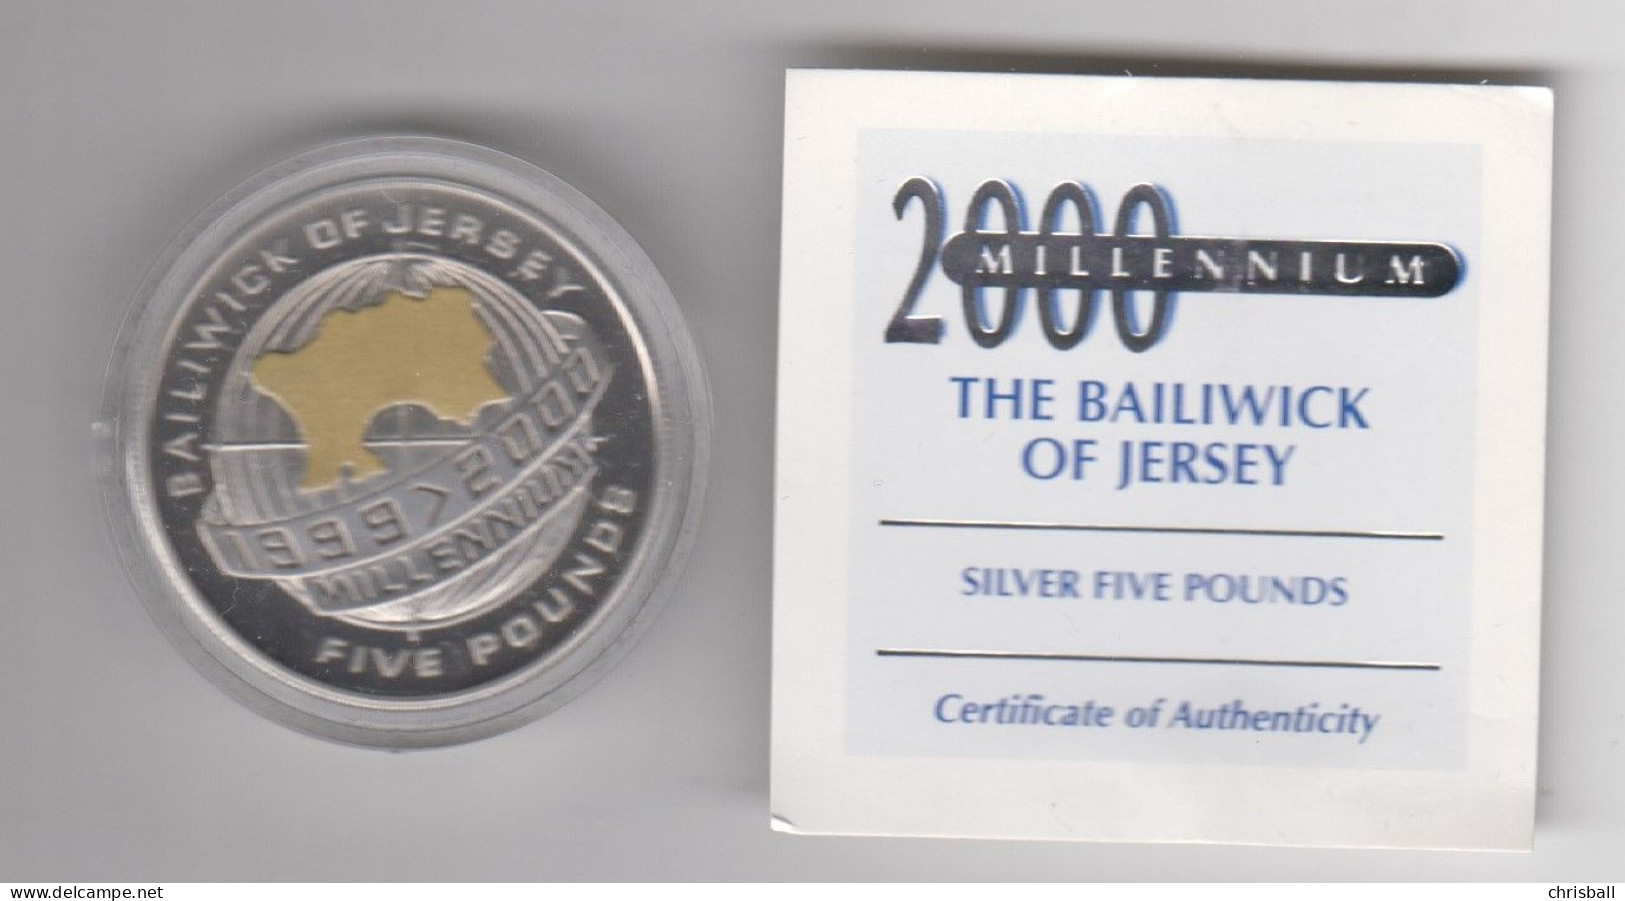 BAILIWICK OF JERSEY
1999>2000
MILLENNIUM
FIVE POUNDS
2000
MILLENNIUM
THE BAILIWICK
OF JERSEY
SILVER FIVE POUNDS
Certificate of Authenticity
www.delcampe.net
chrisball